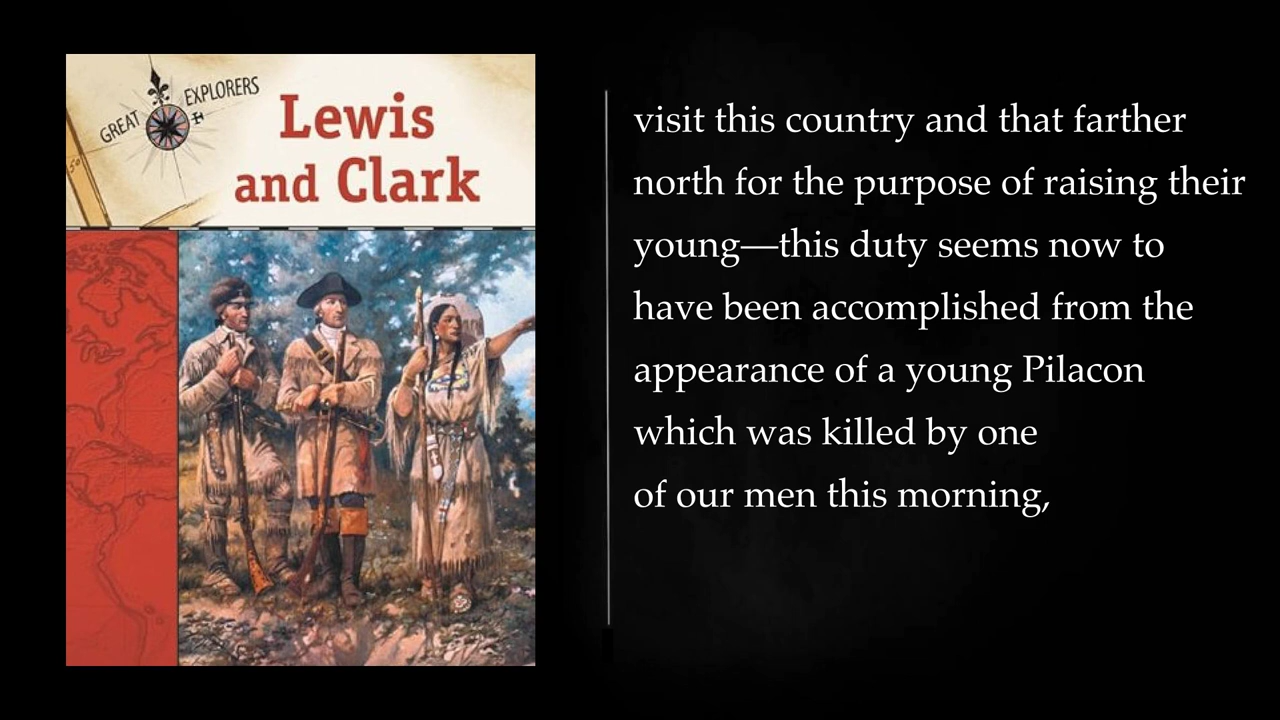 GREAT EXPLORERS
Lewis
and Clark
50
visit this country and that farther
north for the purpose of raising their
young—this duty seems now to
have been accomplished from the
appearance of a young Pilacon
which was killed by one
of our men this morning,